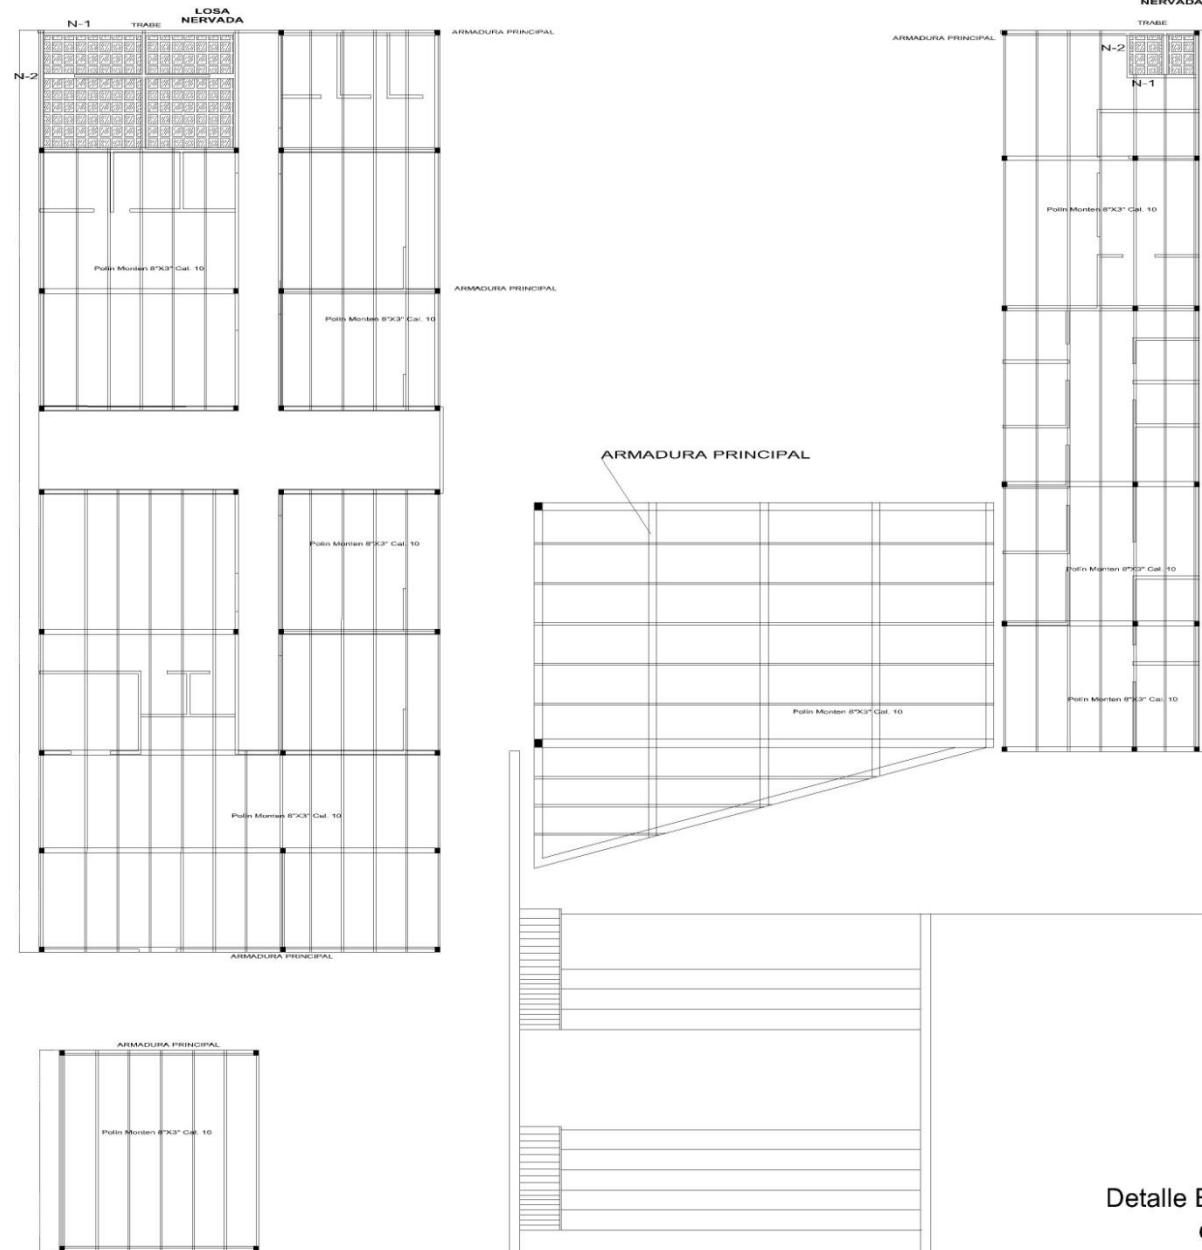 LOSA
NERVADA
N-1
TRABE
ARMADURA PRINCIPAL
N-2
Polin Monten 8"X3" Cal. 10
ARMADURA PRINCIPAL
Polin Monten 8"X3" Cal. 10
Polin Monten 8"X3" Cal. 10
Polin Monten 8"X3" Cal. 10
ARMADURA PRINCIPAL
ARMADURA PRINCIPAL
Polin Monten 8"X3" Cal. 10
ARMADURA PRINCIPAL
Polin Monten 8"X3" Cal. 10
NERVADA
TRABE
ARMADURA PRINCIPAL
N-2
N-1
Polin Monten 8"X3" Cal. 10
Polin Monten 8"X3" Cal. 10
Polin Monten 8"X3" Cal. 10
Detalle